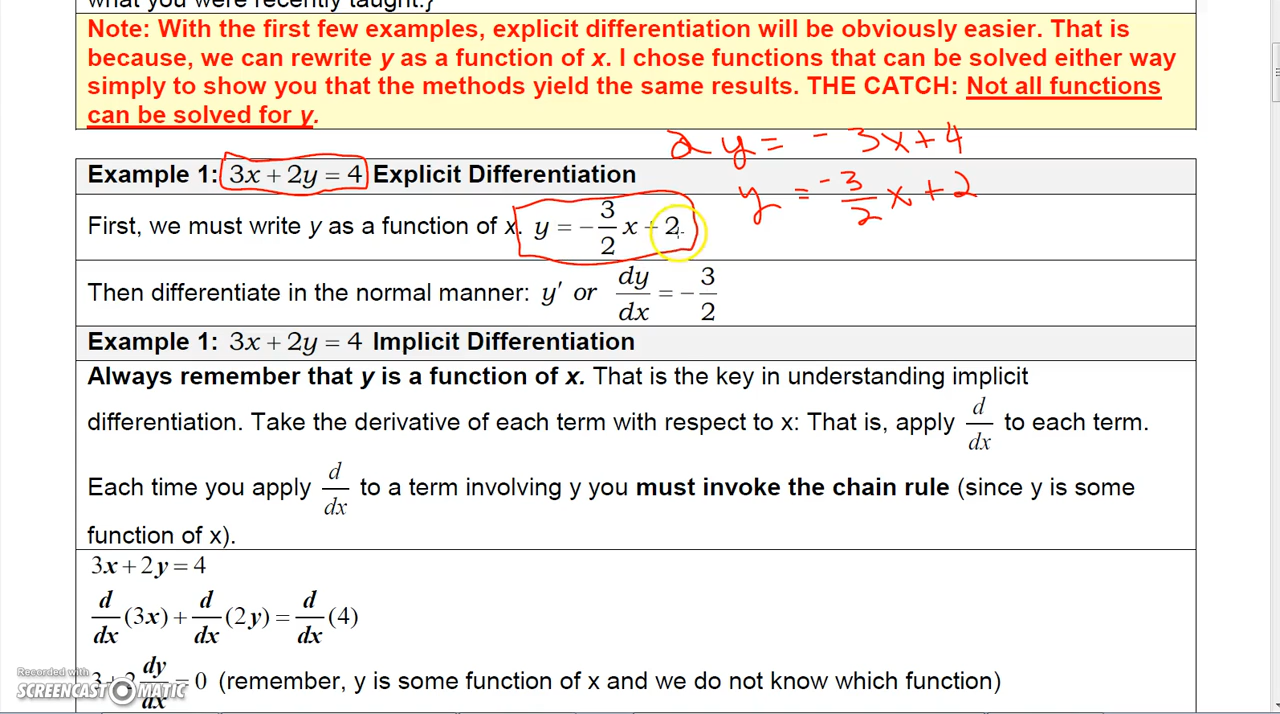 what you were recently taught.}
Note: With the first few examples, explicit differentiation will be obviously easier. That is
because, we can rewrite y as a function of x. I chose functions that can be solved either way
simply to show you that the methods yield the same results. THE CATCH: Not all functions
can be solved for y.
2y = -3x+4
Example 1: 3x + 2y = 4 Explicit Differentiation
y = -3/2 x + 2
First, we must write y as a function of x. y = -3/2 x + 2.
Then differentiate in the normal manner: y′ or dy/dx = -3/2
Example 1: 3x + 2y = 4 Implicit Differentiation
Always remember that y is a function of x. That is the key in understanding implicit
differentiation. Take the derivative of each term with respect to x: That is, apply d/dx to each term.
Each time you apply d/dx to a term involving y you must invoke the chain rule (since y is some
function of x).
3x+2y=4
d/dx(3x)+d/dx(2y)=d/dx(4)
3+2 dy/dx=0 (remember, y is some function of x and we do not know which function)
Recorded with
SCREENCAST-O-MATIC